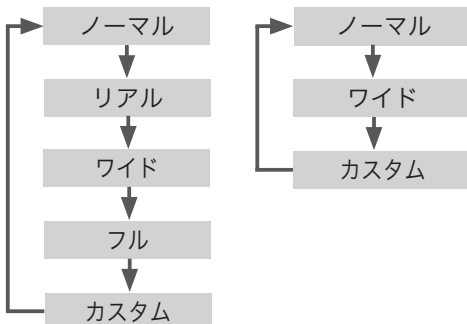 ノーマル
リアル
ワイド
フル
カスタム
ノーマル
ワイド
カスタム